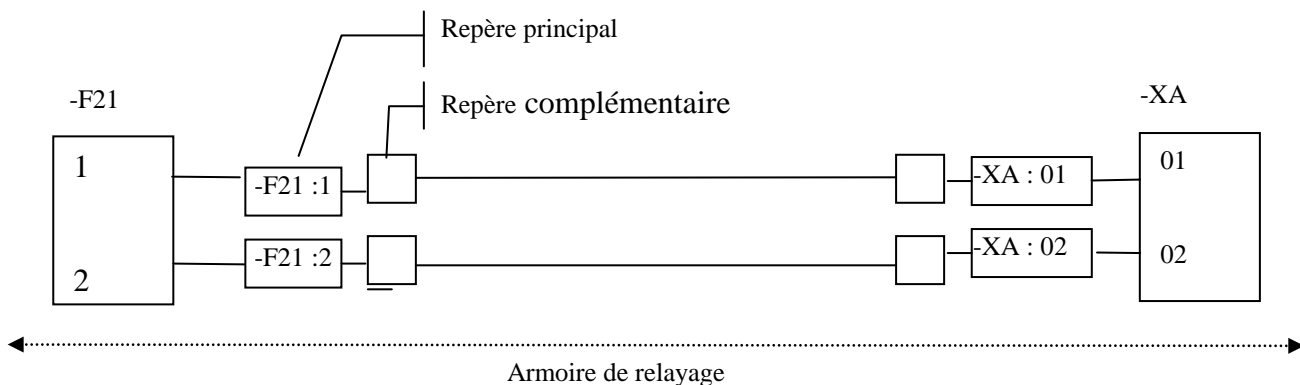 Repère principal
-F21
Repère complémentaire
-XA
1
-F21 :1
-XA : 01
01
2
-F21 :2
-XA : 02
02
Armoire de relayage